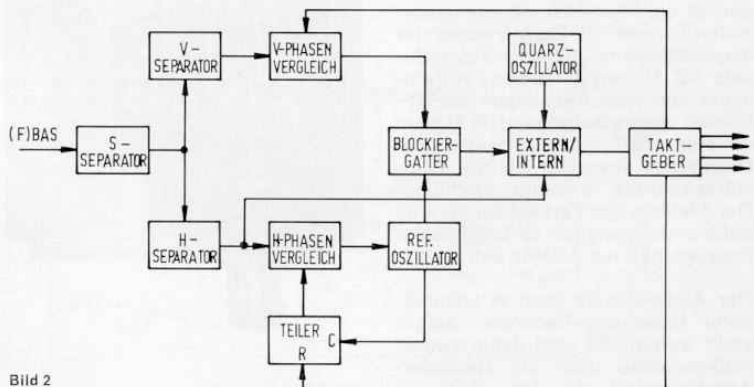 V-
SEPARATOR
V-PHASEN
VERGLEICH
QUARZ-
OSZILLATOR
(F)BAS
S-
SEPARATOR
BLOCKIER-
GATTER
EXTERN/
INTERN
TAKT-
GEBER
H-
SEPARATOR
H-PHASEN
VERGLEICH
REF.
OSZILLATOR
TEILER C
R
Bild 2